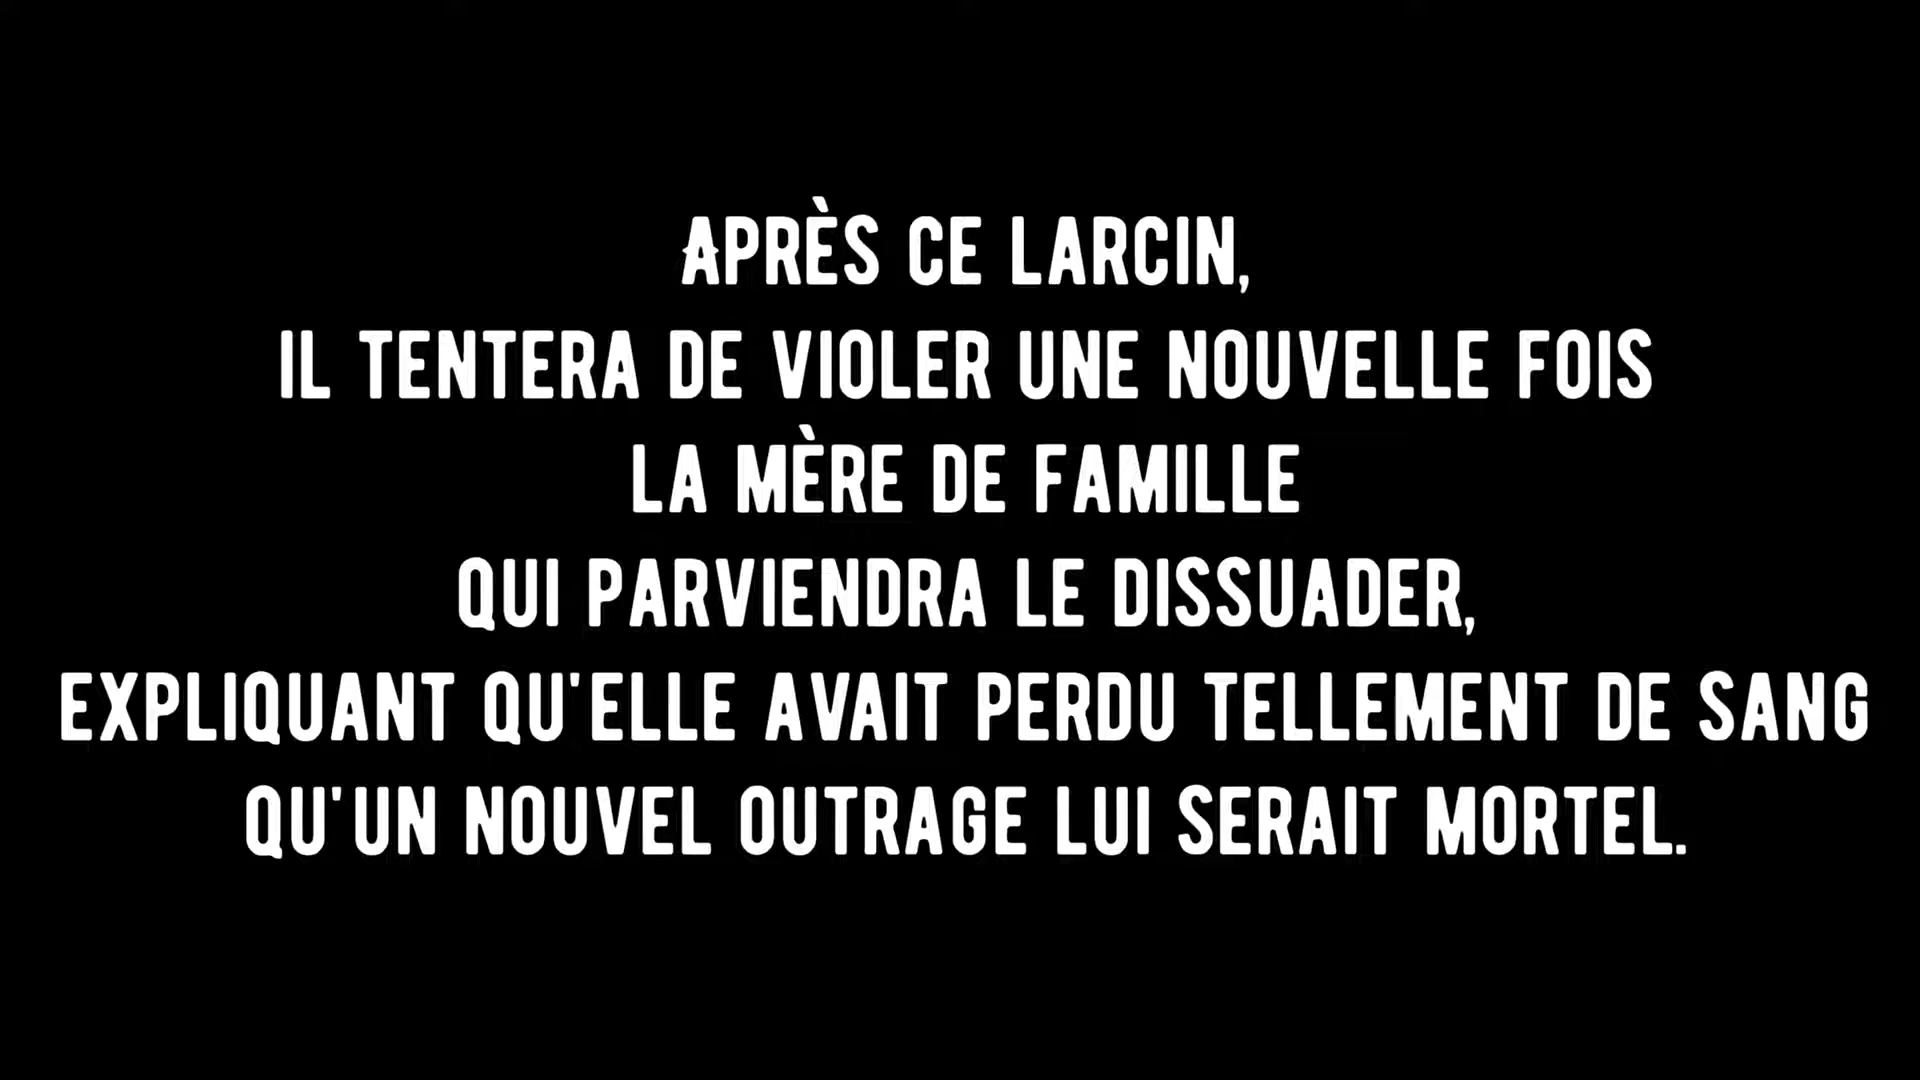 APRÈS CE LARCIN,
IL TENTERA DE VIOLER UNE NOUVELLE FOIS
LA MÈRE DE FAMILLE
QUI PARVIENDRA LE DISSUADER,
EXPLIQUANT QU'ELLE AVAIT PERDU TELLEMENT DE SANG
QU'UN NOUVEL OUTRAGE LUI SERAIT MORTEL.